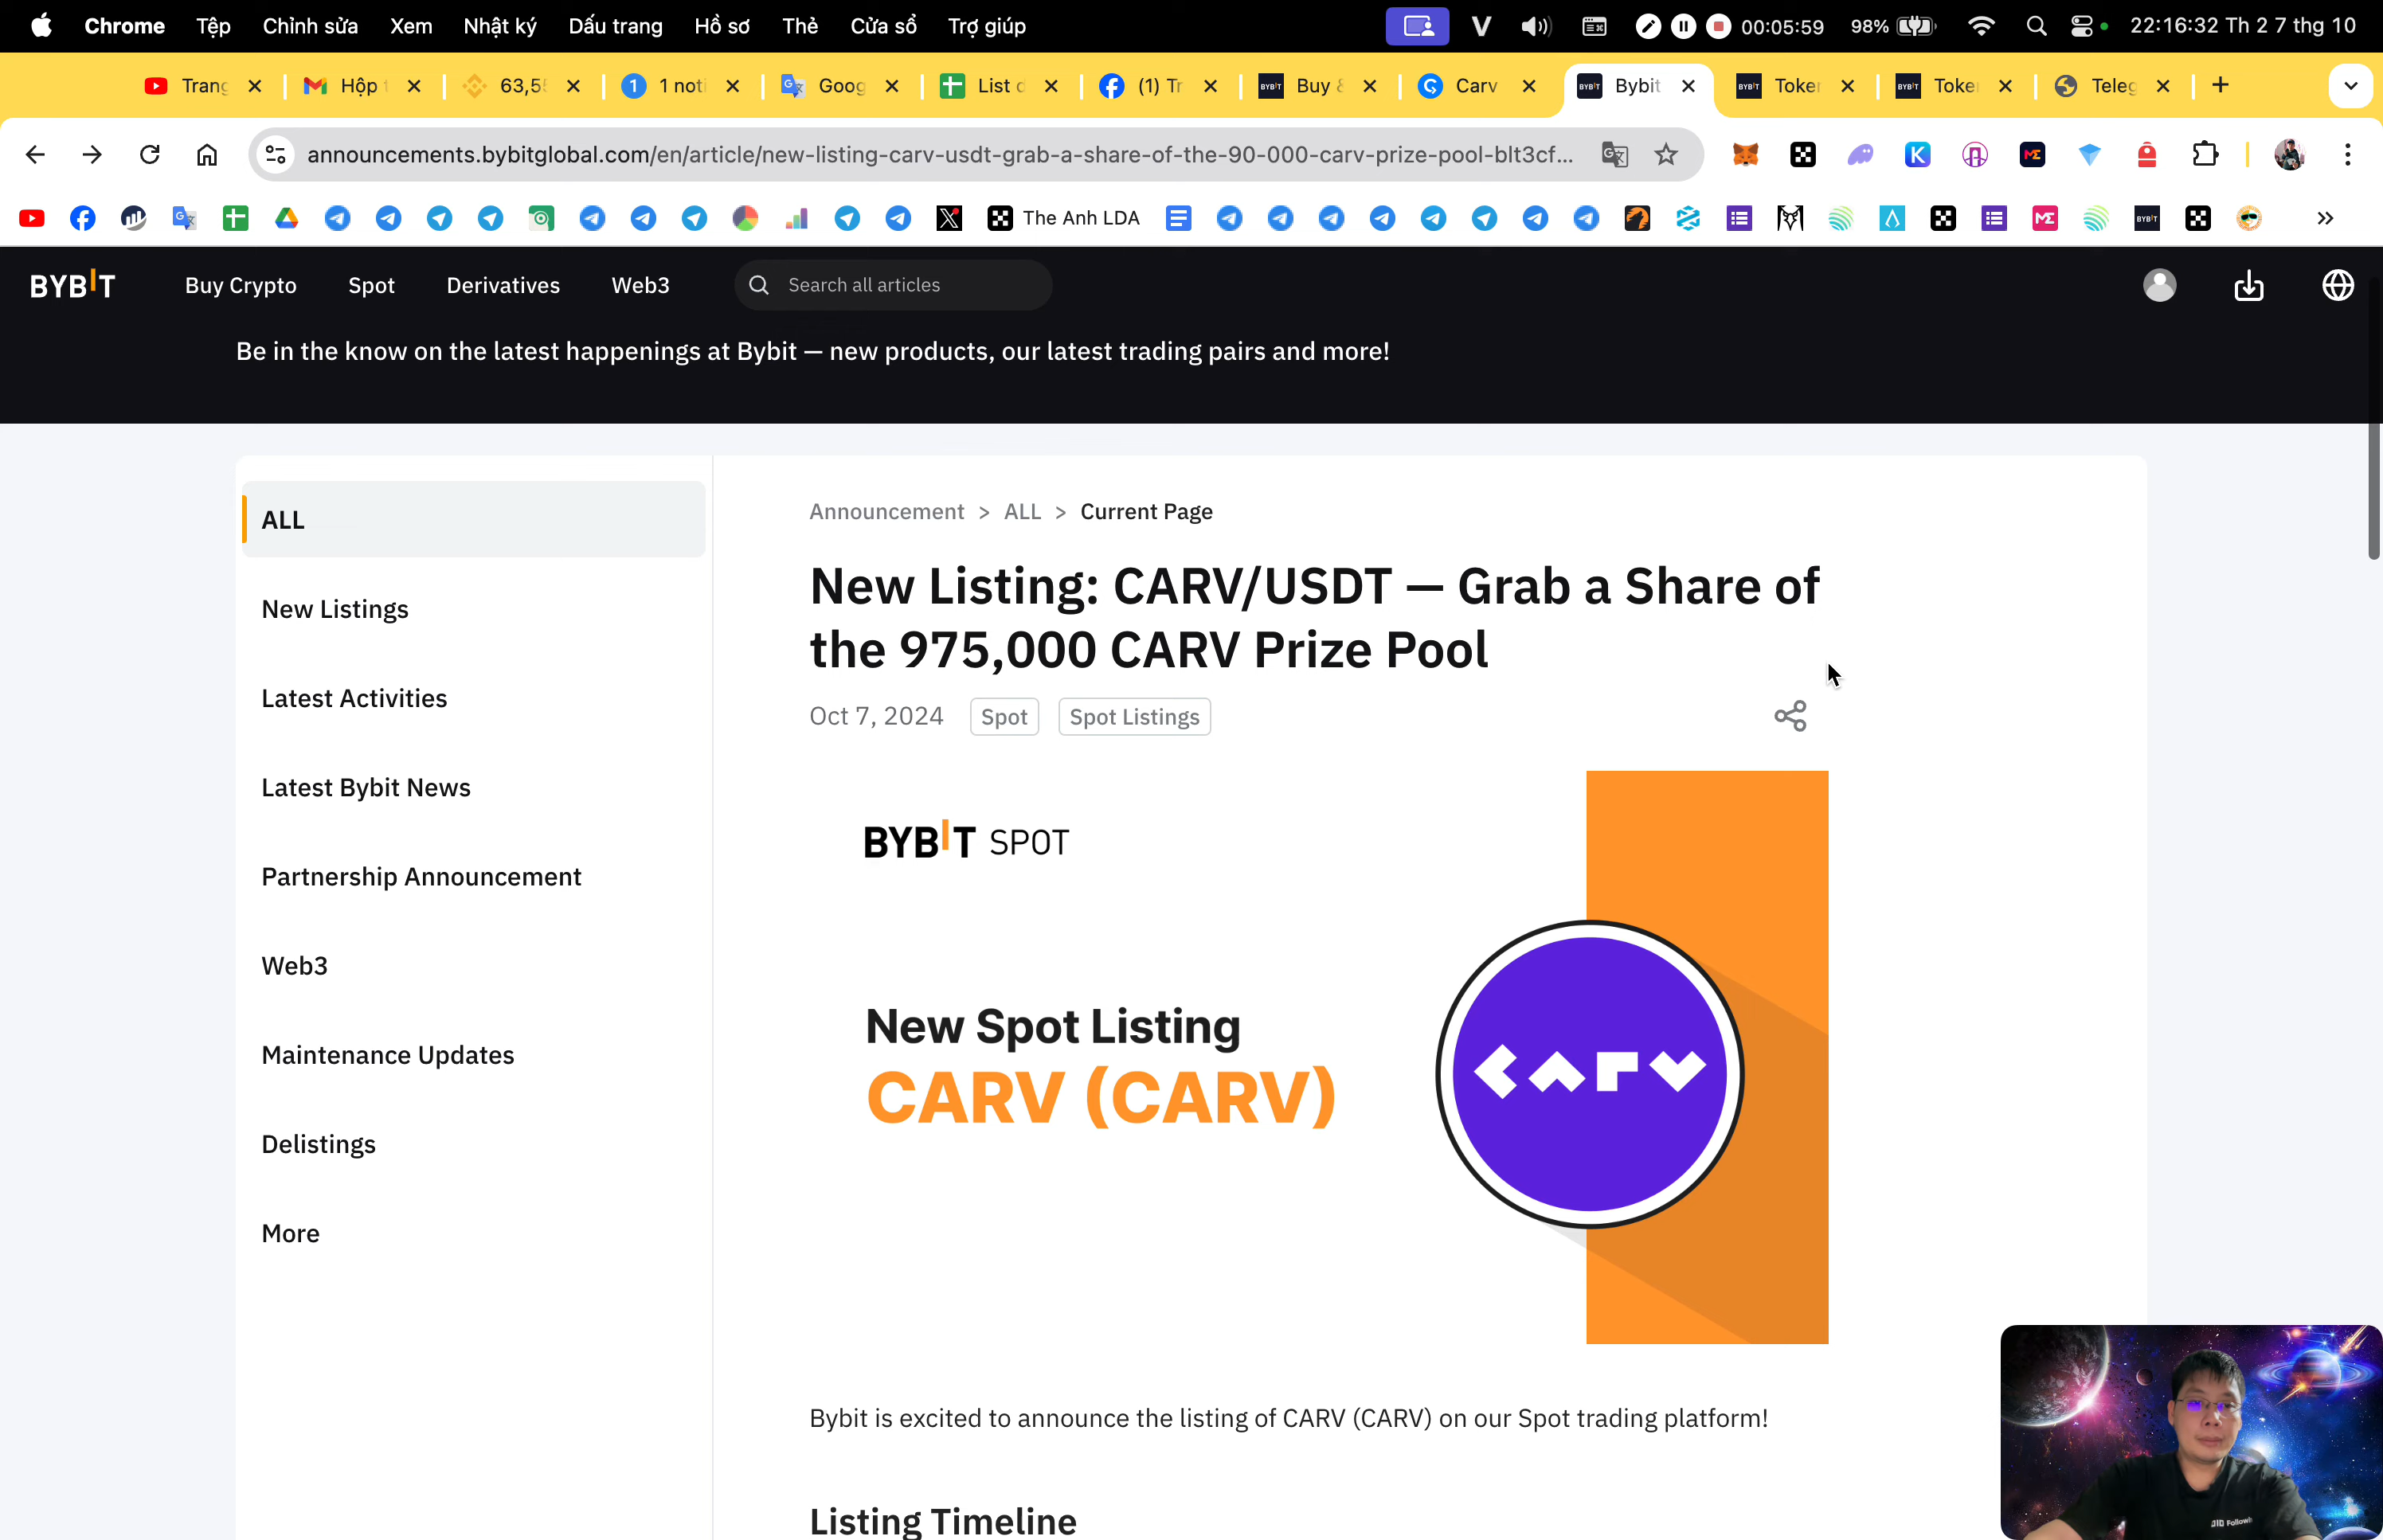 Chrome Tệp Chỉnh sửa Xem Nhật ký Dấu trang Hồ sơ Thẻ Cửa sổ Trợ giúp 00:05:59 98% 22:16:32 Th 2 7 thg 10
Trang Hộp 63,5 1 noti Goog List (1) Tr Buy & Carv Bybit Toke Toke Teleg
announcements.bybitglobal.com/en/article/new-listing-carv-usdt-grab-a-share-of-the-90-000-carv-prize-pool-blt3cf...
The Anh LDA
BYBIT Buy Crypto Spot Derivatives Web3 Search all articles
Be in the know on the latest happenings at Bybit — new products, our latest trading pairs and more!
ALL
New Listings
Latest Activities
Latest Bybit News
Partnership Announcement
Web3
Maintenance Updates
Delistings
More
Announcement > ALL > Current Page
New Listing: CARV/USDT — Grab a Share of
the 975,000 CARV Prize Pool
Oct 7, 2024 Spot Spot Listings
BYBIT SPOT
New Spot Listing
CARV (CARV)
carv
Bybit is excited to announce the listing of CARV (CARV) on our Spot trading platform!
Listing Timeline